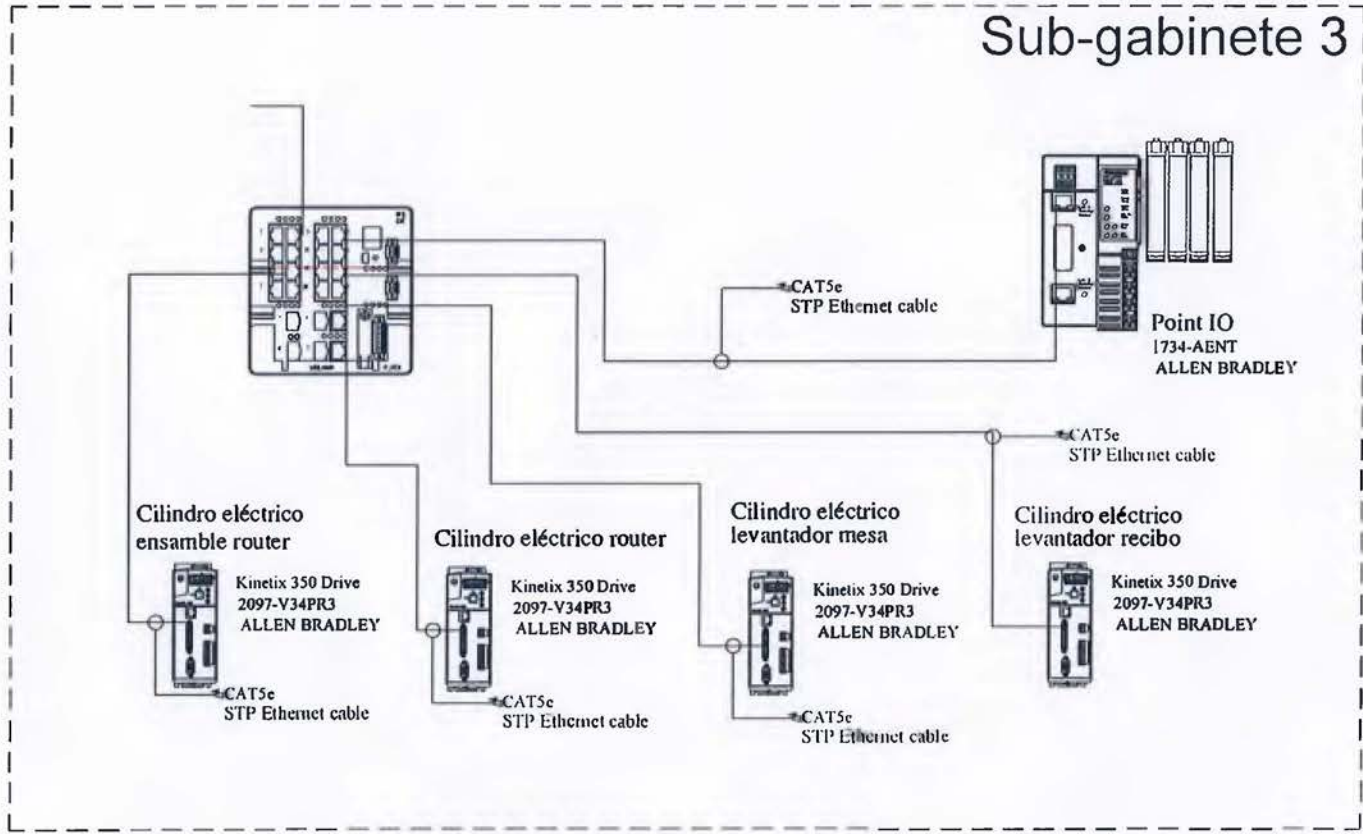 Sub-gabinete 3
CAT5e
STP Ethernet cable
Point IO
1734-AENT
ALLEN BRADLEY
CAT5e
STP Ethernet cable
Cilindro eléctrico
ensamble router
Kinetix 350 Drive
2097-V34PR3
ALLEN BRADLEY
CAT5e
STP Ethernet cable
Cilindro eléctrico router
Kinetix 350 Drive
2097-V34PR3
ALLEN BRADLEY
CAT5e
STP Ethernet cable
Cilindro eléctrico
levantador mesa
Kinetix 350 Drive
2097-V34PR3
ALLEN BRADLEY
CAT5e
STP Ethernet cable
Cilindro eléctrico
levantador recibo
Kinetix 350 Drive
2097-V34PR3
ALLEN BRADLEY